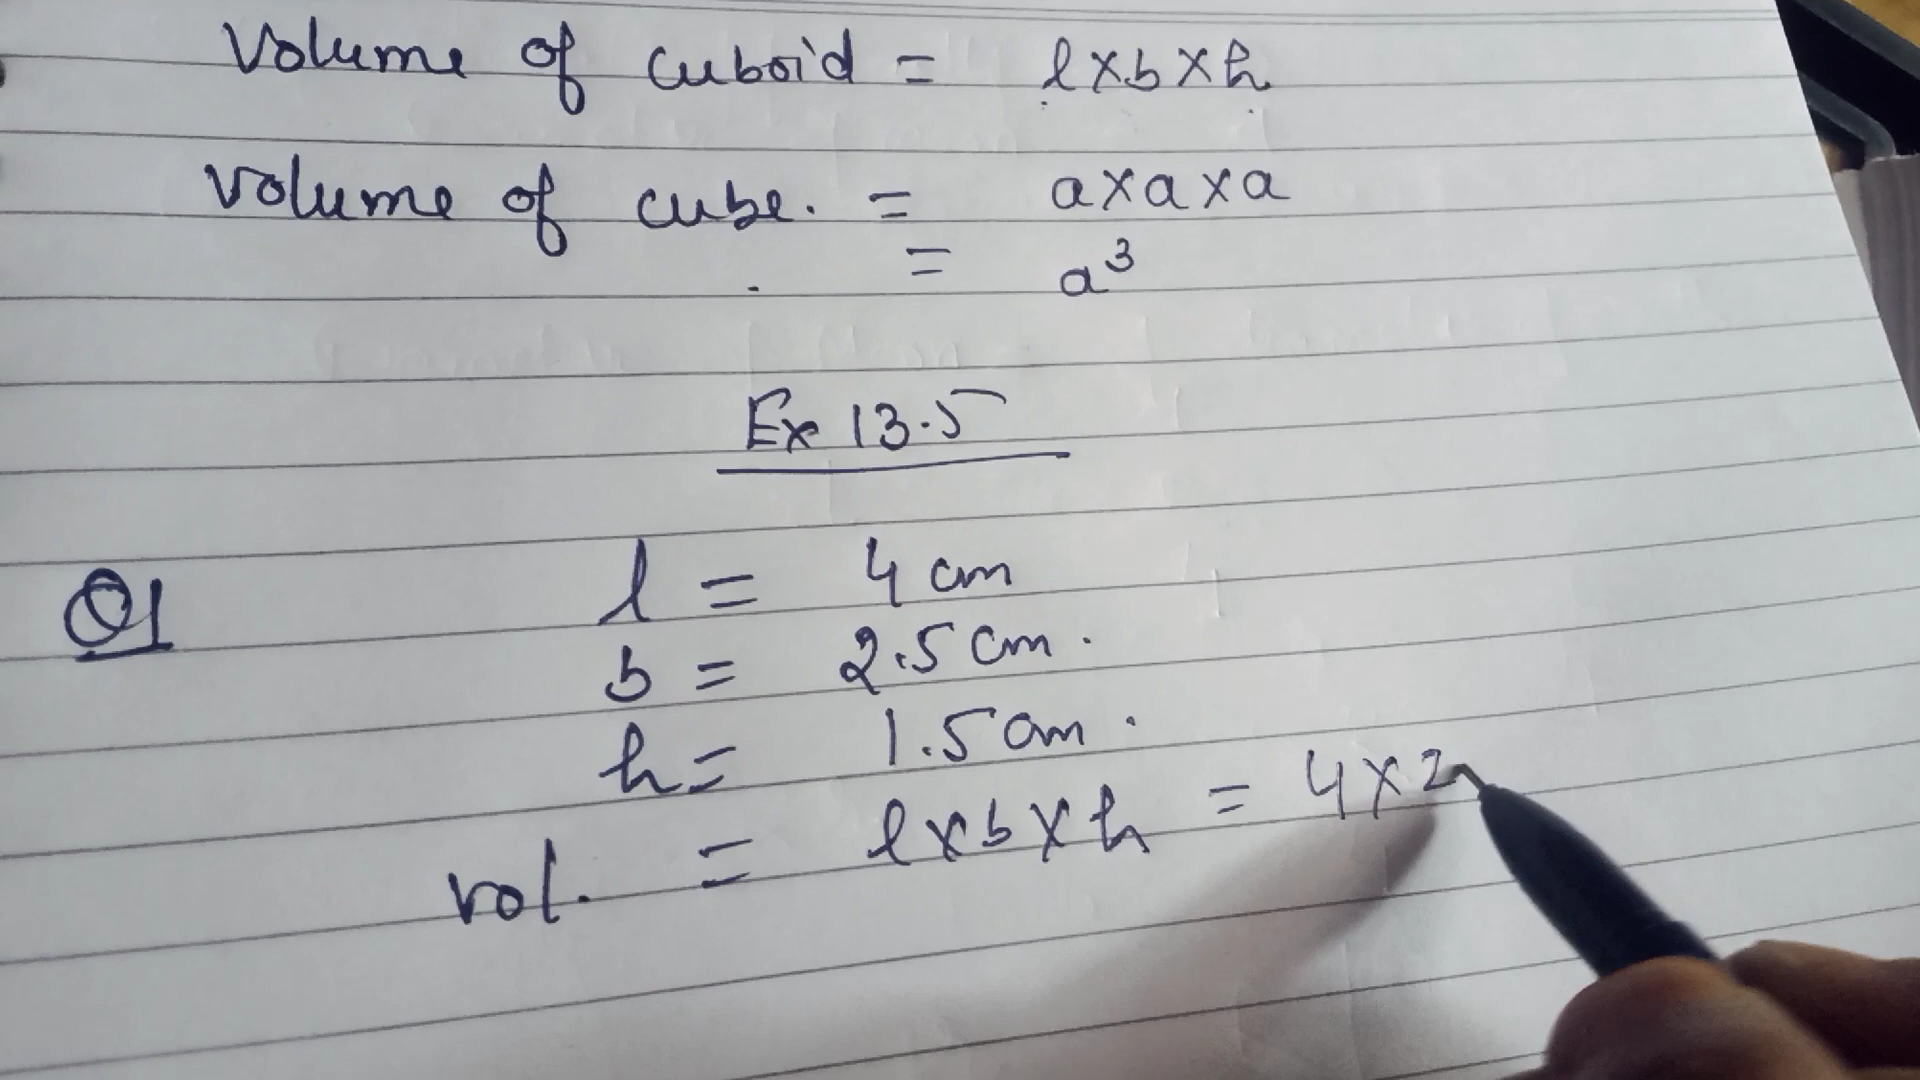 Volume of cuboid = l×b×h
Volume of cube. = a×a×a
= a³
Ex 13.5
Q1 l = 4 cm
b = 2.5 cm.
h = 1.5 cm.
vol. = l×b×h = 4×2